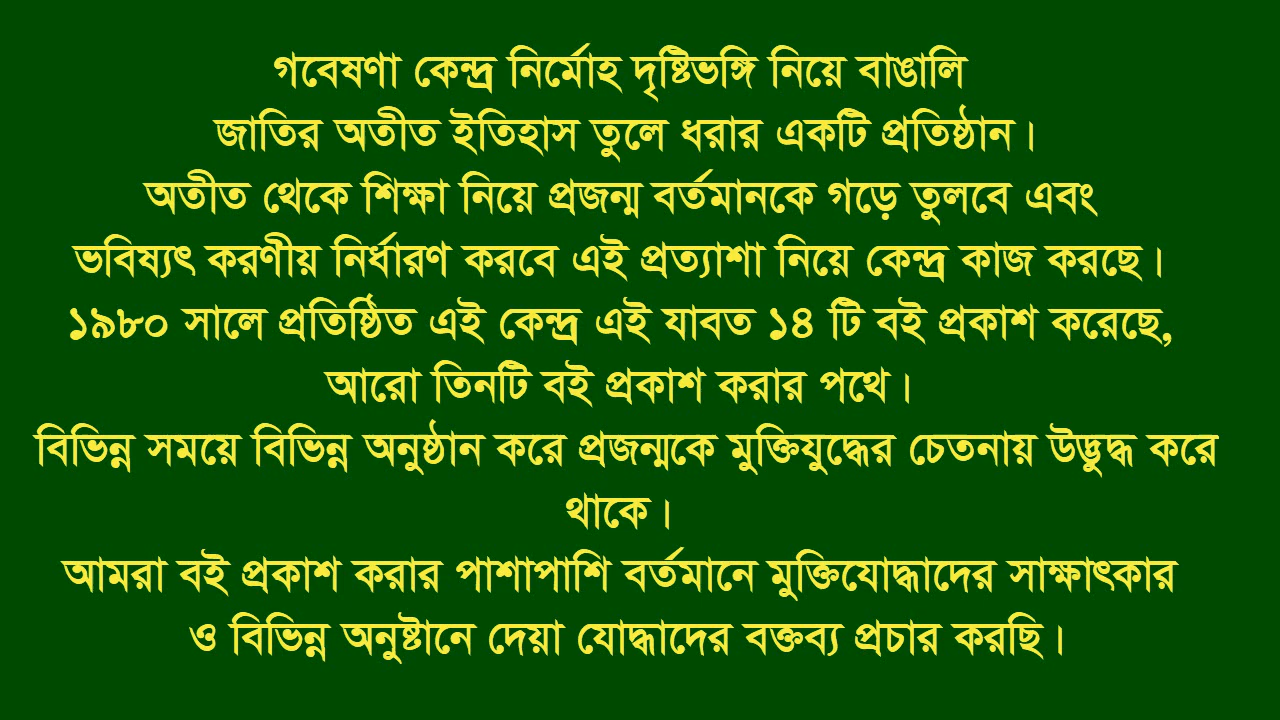 গবেষণা কেন্দ্র নির্মোহ দৃষ্টিভঙ্গি নিয়ে বাঙালি
জাতির অতীত ইতিহাস তুলে ধরার একটি প্রতিষ্ঠান।
অতীত থেকে শিক্ষা নিয়ে প্রজন্ম বর্তমানকে গড়ে তুলবে এবং
ভবিষ্যৎ করণীয় নির্ধারণ করবে এই প্রত্যাশা নিয়ে কেন্দ্র কাজ করছে।
১৯৮০ সালে প্রতিষ্ঠিত এই কেন্দ্র এই যাবত ১৪ টি বই প্রকাশ করেছে,
আরো তিনটি বই প্রকাশ করার পথে।
বিভিন্ন সময়ে বিভিন্ন অনুষ্ঠান করে প্রজন্মকে মুক্তিযুদ্ধের চেতনায় উদ্ভুদ্ধ করে
থাকে।
আমরা বই প্রকাশ করার পাশাপাশি বর্তমানে মুক্তিযোদ্ধাদের সাক্ষাৎকার
ও বিভিন্ন অনুষ্টানে দেয়া যোদ্ধাদের বক্তব্য প্রচার করছি।